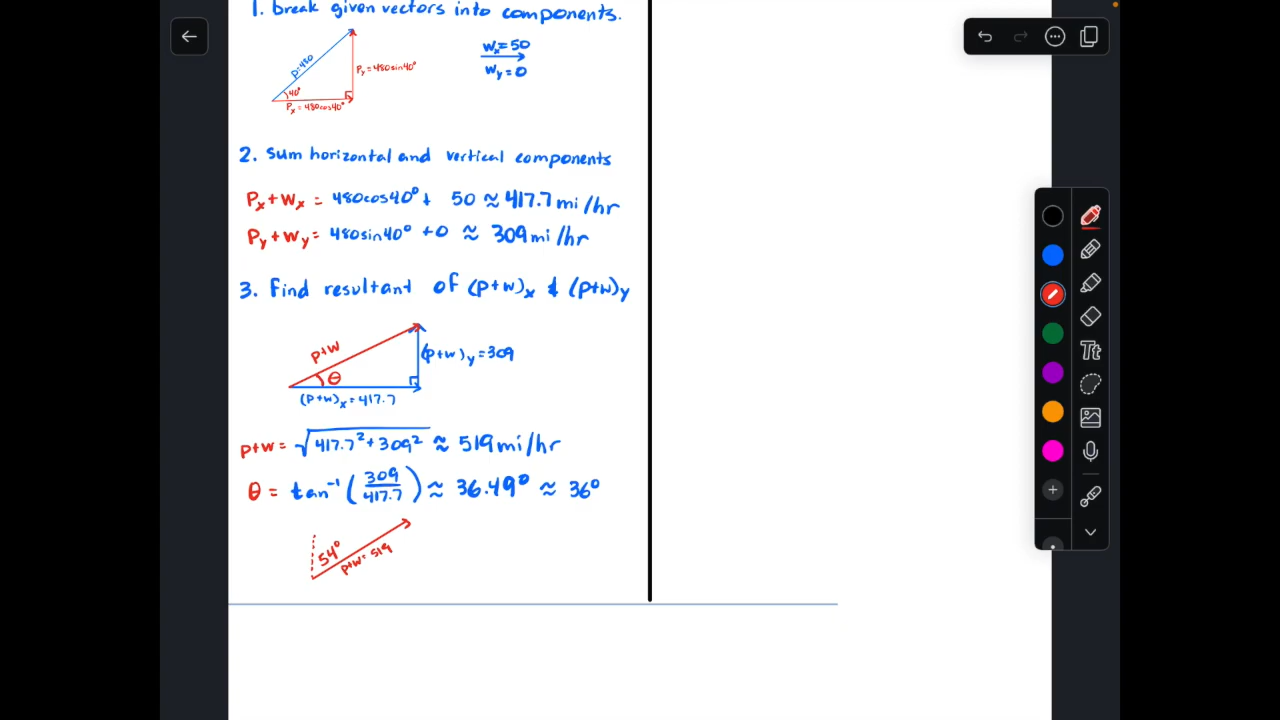 1. break given vectors into components.
p=480
40°
Py=480sin40°
Px=480cos40°
Wx=50
Wy=0
2. Sum horizontal and vertical components
Px+Wx = 480cos40°+ 50 ≈ 417.7 mi/hr
Py+Wy= 480sin40° +0 ≈ 309 mi/hr
3. Find resultant of (p+w)x & (p+w)y
p+w
θ
(p+w)y=309
(p+w)x=417.7
p+w= √417.7²+309² ≈ 519 mi/hr
θ = tan⁻¹ (309/417.7) ≈ 36.49° ≈ 36°
54°
p+w=519
Tt